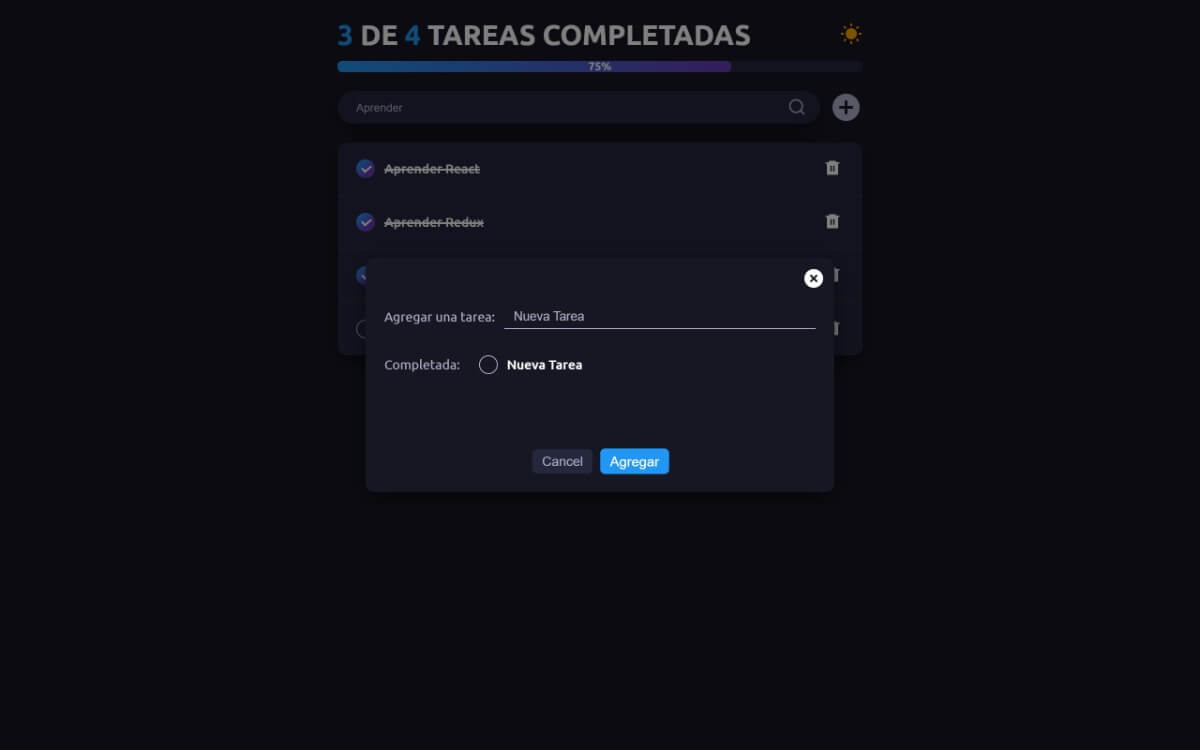 3 DE 4 TAREAS COMPLETADAS
75%
Aprender
Aprender React
Aprender Redux
Agregar una tarea: Nueva Tarea
Completada: Nueva Tarea
Cancel Agregar